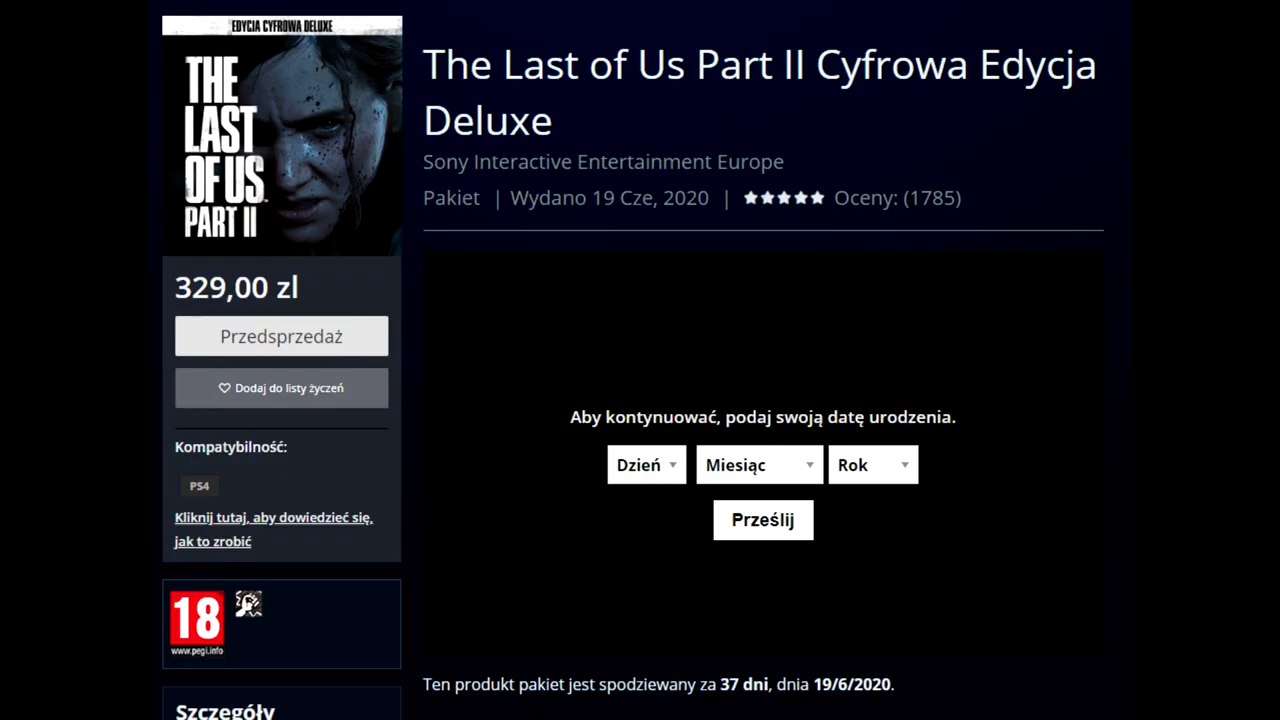 EDYCJA CYFROWA DELUXE
THE
LAST
OF US
PART II
329,00 zl
Przedsprzedaż
Dodaj do listy życzeń
Kompatybilność:
PS4
Kliknij tutaj, aby dowiedzieć się,
jak to zrobić
18
www.pegi.info
Szczegóły
The Last of Us Part II Cyfrowa Edycja
Deluxe
Sony Interactive Entertainment Europe
Pakiet | Wydano 19 Cze, 2020 | ★★★★★ Oceny: (1785)
Aby kontynuować, podaj swoją datę urodzenia.
Dzień Miesiąc Rok
Prześlij
Ten produkt pakiet jest spodziewany za 37 dni, dnia 19/6/2020.